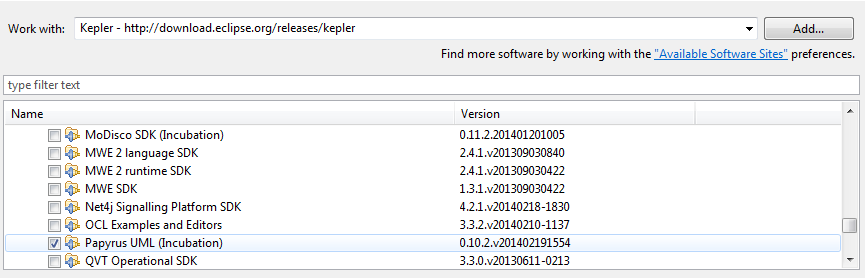 Work with: Kepler - http://download.eclipse.org/releases/kepler Add...
Find more software by working with the "Available Software Sites" preferences.
type filter text
Name Version
MoDisco SDK (Incubation) 0.11.2.201401201005
MWE 2 language SDK 2.4.1.v201309030840
MWE 2 runtime SDK 2.4.1.v201309030422
MWE SDK 1.3.1.v201309030422
Net4j Signalling Platform SDK 4.2.1.v20140218-1830
OCL Examples and Editors 3.3.2.v20140210-1137
Papyrus UML (Incubation) 0.10.2.v201402191554
QVT Operational SDK 3.3.0.v20130611-0213